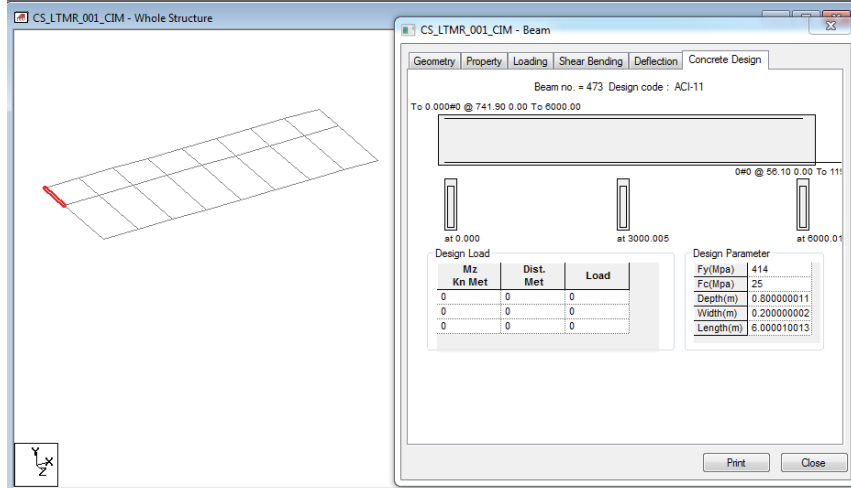 CS_LTMR_001_CIM - Whole Structure
CS_LTMR_001_CIM - Beam
Geometry Property Loading Shear Bending Deflection Concrete Design
Beam no. = 473 Design code : ACI-11
To 0.000#0 @ 741.90 0.00 To 6000.00
0#0 @ 56.10 0.00 To 119
at 0.000 at 3000.005 at 6000.01
Design Load Design Parameter
Mz Kn Met Dist. Met Load
0 0 0
0 0 0
0 0 0
Fy(Mpa) 414
Fc(Mpa) 25
Depth(m) 0.800000011
Width(m) 0.200000002
Length(m) 6.000010013
Y
X
Z
Print Close